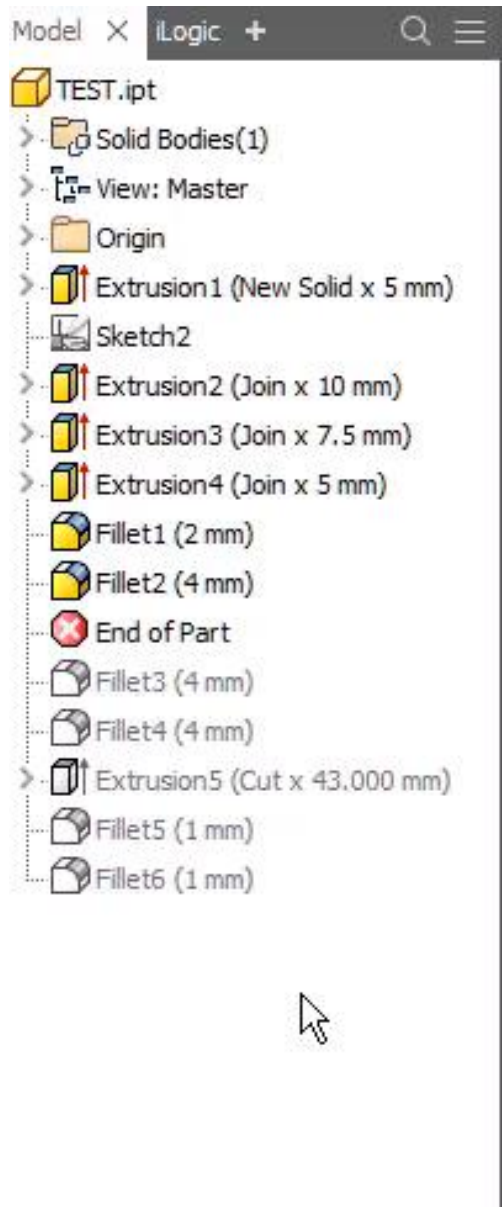 Model iLogic
TEST.ipt
Solid Bodies(1)
View: Master
Origin
Extrusion1 (New Solid x 5 mm)
Sketch2
Extrusion2 (Join x 10 mm)
Extrusion3 (Join x 7.5 mm)
Extrusion4 (Join x 5 mm)
Fillet1 (2 mm)
Fillet2 (4 mm)
End of Part
Fillet3 (4 mm)
Fillet4 (4 mm)
Extrusion5 (Cut x 43.000 mm)
Fillet5 (1 mm)
Fillet6 (1 mm)